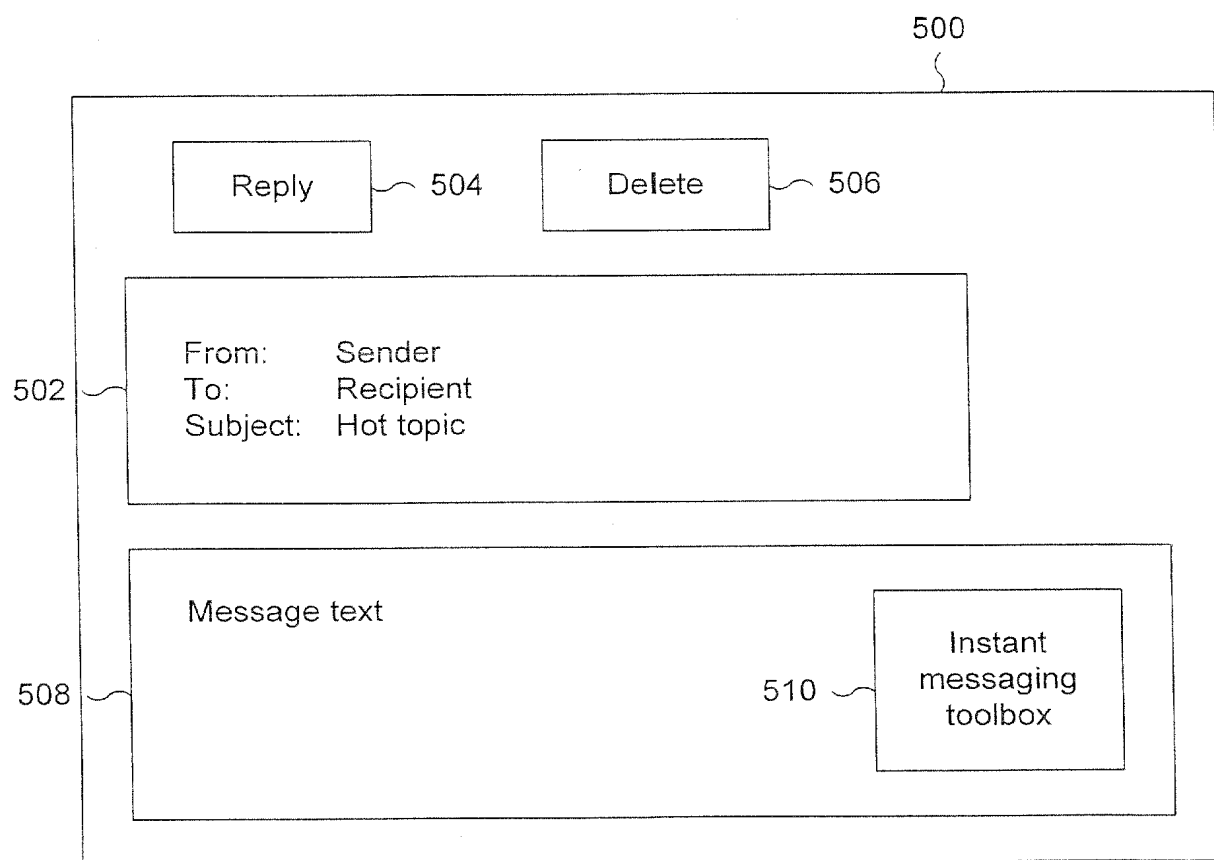 500
Reply 504 Delete 506
502
From: Sender
To: Recipient
Subject: Hot topic
508
Message text
510
Instant
messaging
toolbox